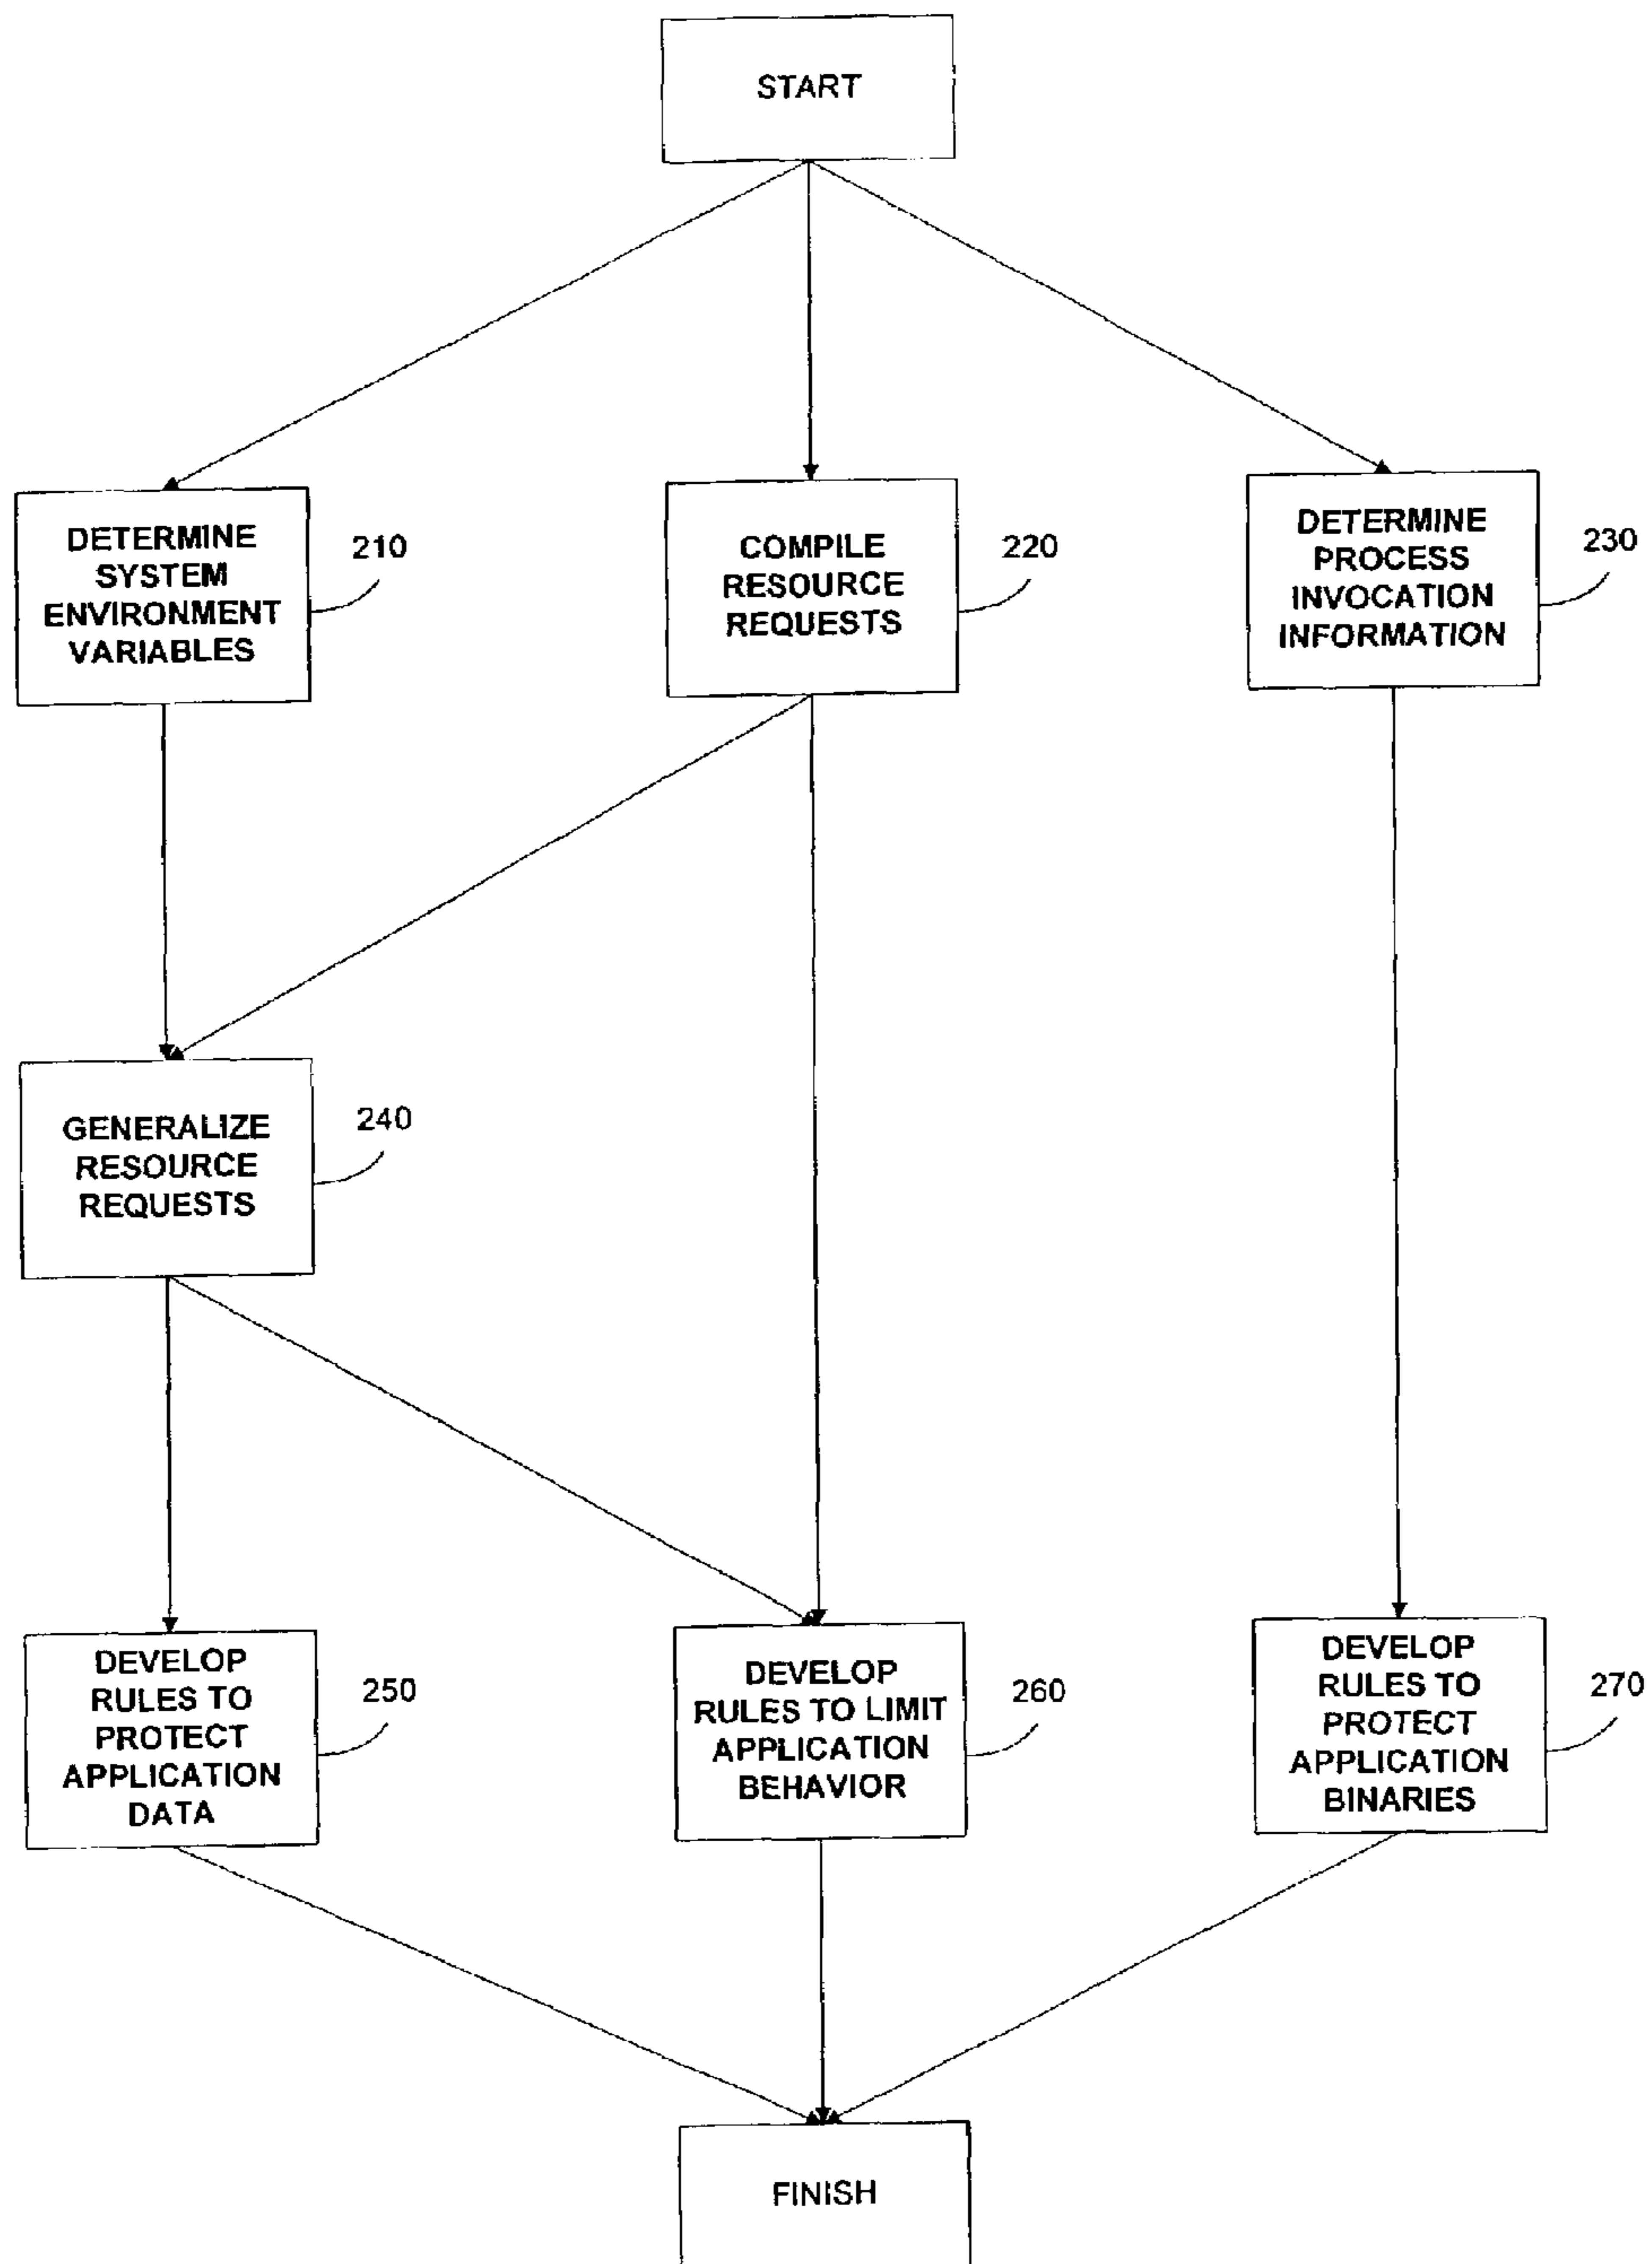 START
DETERMINE
SYSTEM
ENVIRONMENT
VARIABLES
210
COMPILE
RESOURCE
REQUESTS
220
DETERMINE
PROCESS
INVOCATION
INFORMATION
230
GENERALIZE
RESOURCE
REQUESTS
240
DEVELOP
RULES TO
PROTECT
APPLICATION
DATA
250
DEVELOP
RULES TO LIMIT
APPLICATION
BEHAVIOR
260
DEVELOP
RULES TO
PROTECT
APPLICATION
BINARIES
270
FINISH